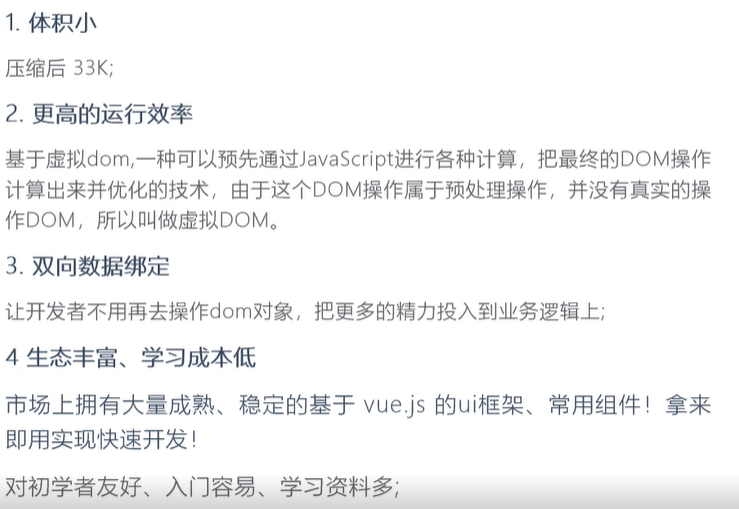 1. 体积小
压缩后 33K;
2. 更高的运行效率
基于虚拟dom,一种可以预先通过JavaScript进行各种计算，把最终的DOM操作
计算出来并优化的技术，由于这个DOM操作属于预处理操作，并没有真实的操
作DOM，所以叫做虚拟DOM。
3. 双向数据绑定
让开发者不用再去操作dom对象，把更多的精力投入到业务逻辑上;
4 生态丰富、学习成本低
市场上拥有大量成熟、稳定的基于 vue.js 的ui框架、常用组件！拿来
即用实现快速开发！
对初学者友好、入门容易、学习资料多;